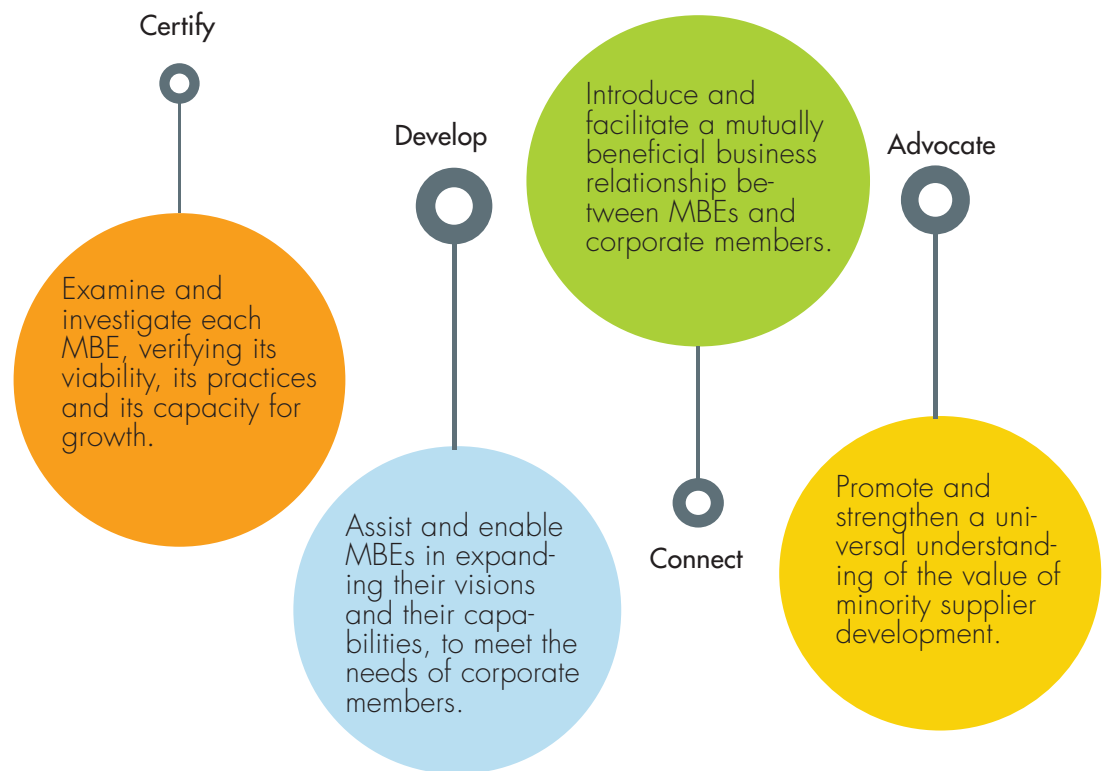 Certify
Examine and
investigate each
MBE, verifying its
viability, its practices
and its capacity for
growth.
Develop
Assist and enable
MBEs in expand-
ing their visions
and their capa-
bilities, to meet the
needs of corporate
members.
Introduce and
facilitate a mutually
beneficial business
relationship be-
tween MBEs and
corporate members.
Connect
Advocate
Promote and
strengthen a uni-
versal understand-
ing of the value of
minority supplier
development.